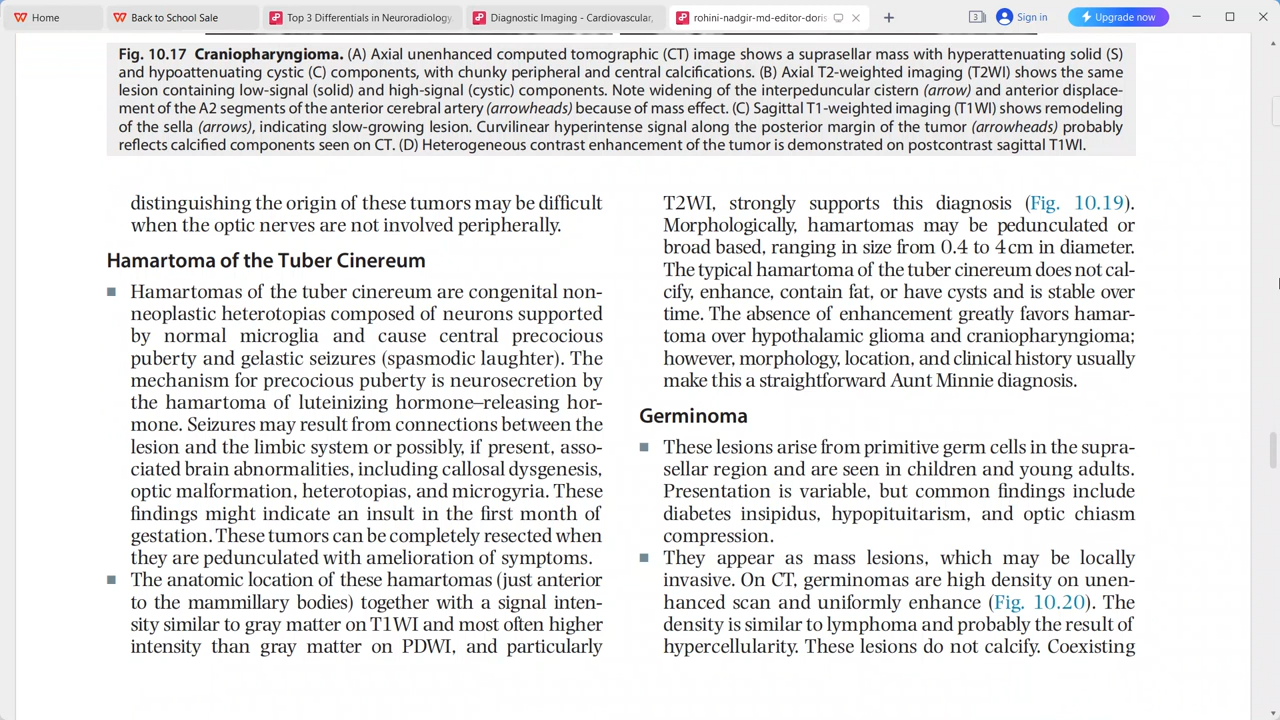 Home
Back to School Sale
Top 3 Differentials in Neuroradiology
Diagnostic Imaging - Cardiovascular,
rohini-nadgir-md-editor-doris
3
Sign in
Upgrade now
Fig. 10.17 Craniopharyngioma. (A) Axial unenhanced computed tomographic (CT) image shows a suprasellar mass with hyperattenuating solid (S)
and hypoattenuating cystic (C) components, with chunky peripheral and central calcifications. (B) Axial T2-weighted imaging (T2WI) shows the same
lesion containing low-signal (solid) and high-signal (cystic) components. Note widening of the interpeduncular cistern (arrow) and anterior displace-
ment of the A2 segments of the anterior cerebral artery (arrowheads) because of mass effect. (C) Sagittal T1-weighted imaging (T1WI) shows remodeling
of the sella (arrows), indicating slow-growing lesion. Curvilinear hyperintense signal along the posterior margin of the tumor (arrowheads) probably
reflects calcified components seen on CT. (D) Heterogeneous contrast enhancement of the tumor is demonstrated on postcontrast sagittal T1WI.
distinguishing the origin of these tumors may be difficult
when the optic nerves are not involved peripherally.
Hamartoma of the Tuber Cinereum
■ Hamartomas of the tuber cinereum are congenital non-
neoplastic heterotopias composed of neurons supported
by normal microglia and cause central precocious
puberty and gelastic seizures (spasmodic laughter). The
mechanism for precocious puberty is neurosecretion by
the hamartoma of luteinizing hormone–releasing hor-
mone. Seizures may result from connections between the
lesion and the limbic system or possibly, if present, asso-
ciated brain abnormalities, including callosal dysgenesis,
optic malformation, heterotopias, and microgyria. These
findings might indicate an insult in the first month of
gestation. These tumors can be completely resected when
they are pedunculated with amelioration of symptoms.
■ The anatomic location of these hamartomas (just anterior
to the mammillary bodies) together with a signal inten-
sity similar to gray matter on T1WI and most often higher
intensity than gray matter on PDWI, and particularly
T2WI, strongly supports this diagnosis (Fig. 10.19).
Morphologically, hamartomas may be pedunculated or
broad based, ranging in size from 0.4 to 4 cm in diameter.
The typical hamartoma of the tuber cinereum does not cal-
cify, enhance, contain fat, or have cysts and is stable over
time. The absence of enhancement greatly favors hamar-
toma over hypothalamic glioma and craniopharyngioma;
however, morphology, location, and clinical history usually
make this a straightforward Aunt Minnie diagnosis.
Germinoma
■ These lesions arise from primitive germ cells in the supra-
sellar region and are seen in children and young adults.
Presentation is variable, but common findings include
diabetes insipidus, hypopituitarism, and optic chiasm
compression.
■ They appear as mass lesions, which may be locally
invasive. On CT, germinomas are high density on unen-
hanced scan and uniformly enhance (Fig. 10.20). The
density is similar to lymphoma and probably the result of
hypercellularity. These lesions do not calcify. Coexisting